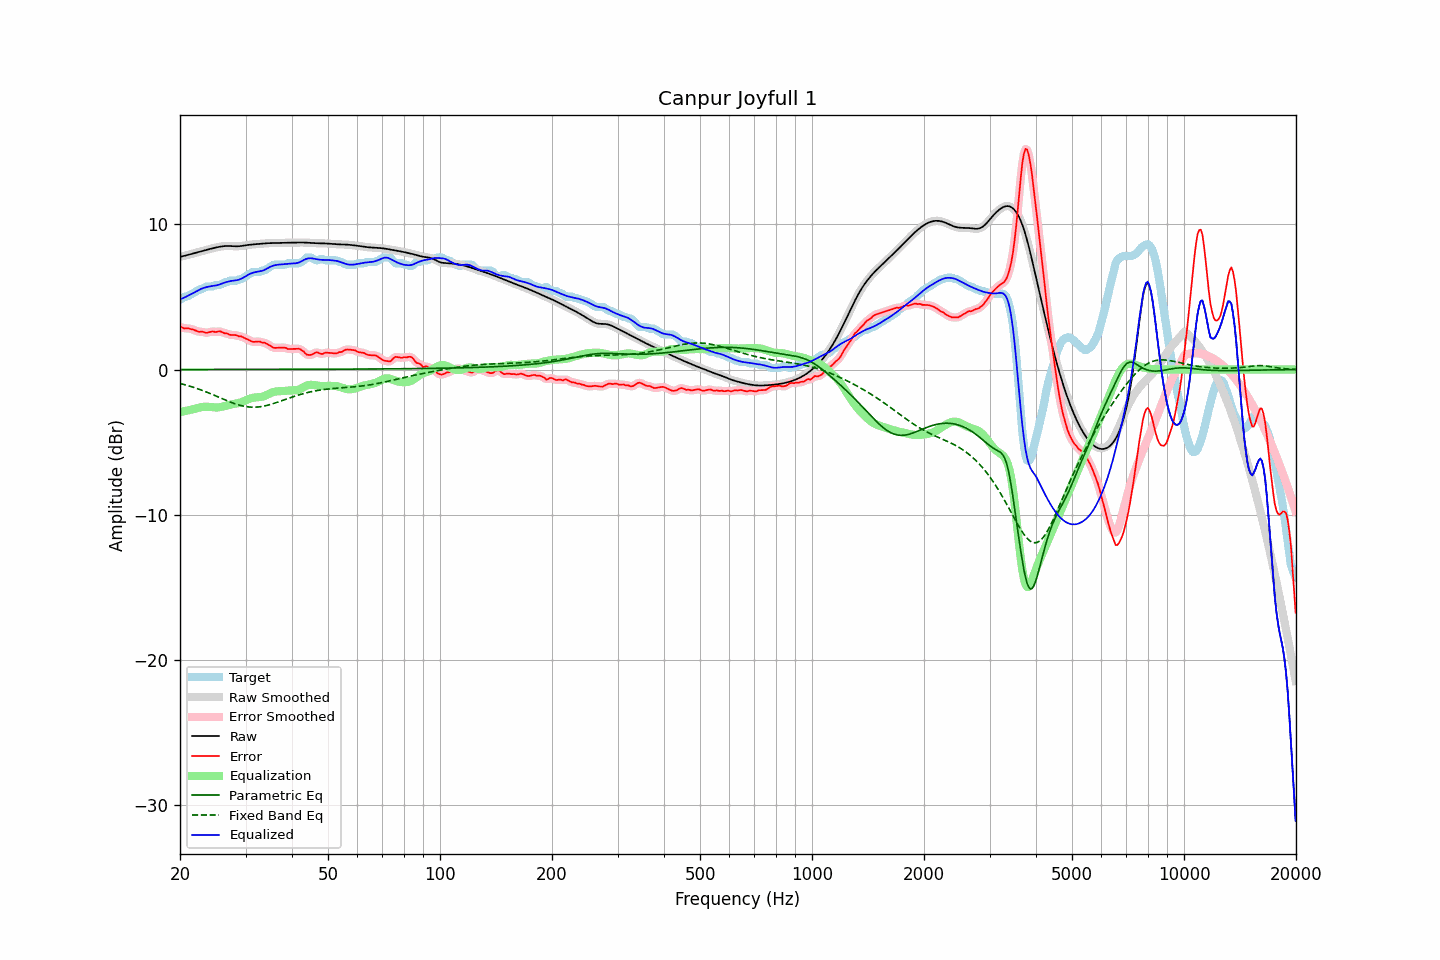 Canpur Joyfull 1
Amplitude (dBr)
10
0
−10
−20
−30
Target
Raw Smoothed
Error Smoothed
Raw
Error
Equalization
Parametric Eq
Fixed Band Eq
Equalized
20 50 100 200 500 1000 2000 5000 10000 20000
Frequency (Hz)